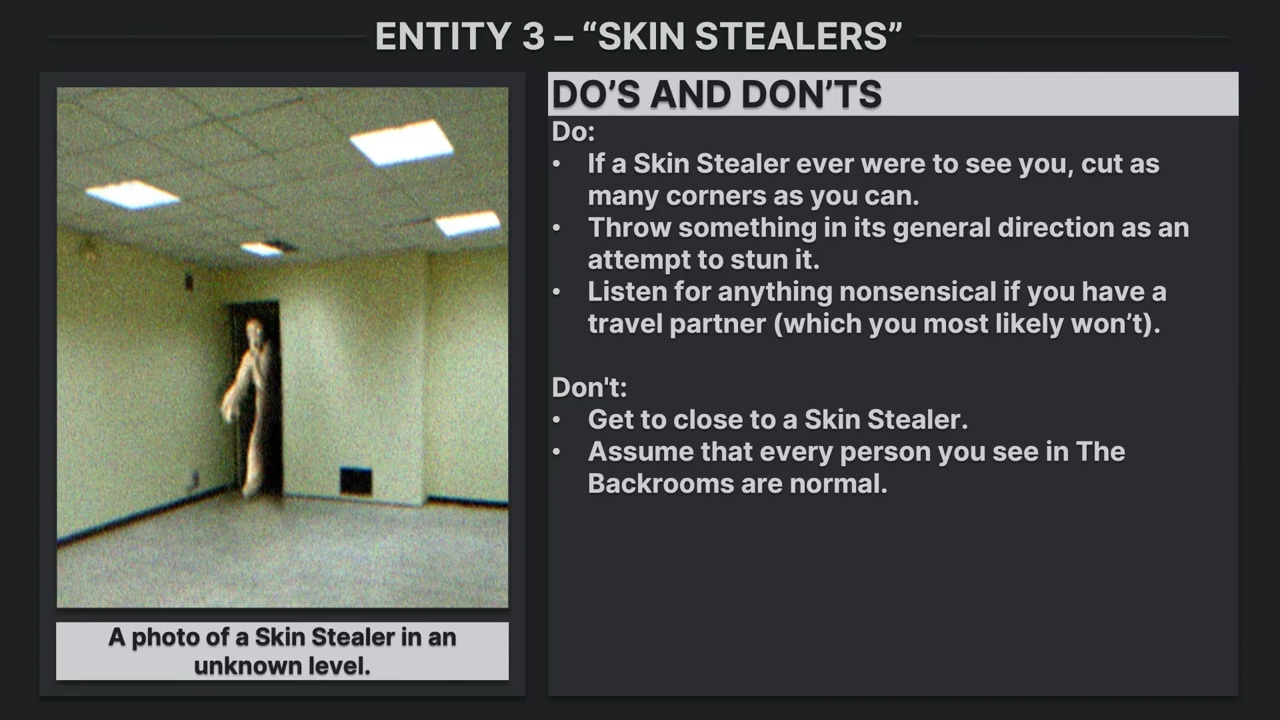 ENTITY 3 – “SKIN STEALERS”
DO’S AND DON’TS
Do:
• If a Skin Stealer ever were to see you, cut as
many corners as you can.
• Throw something in its general direction as an
attempt to stun it.
• Listen for anything nonsensical if you have a
travel partner (which you most likely won’t).
Don't:
• Get to close to a Skin Stealer.
• Assume that every person you see in The
Backrooms are normal.
A photo of a Skin Stealer in an
unknown level.